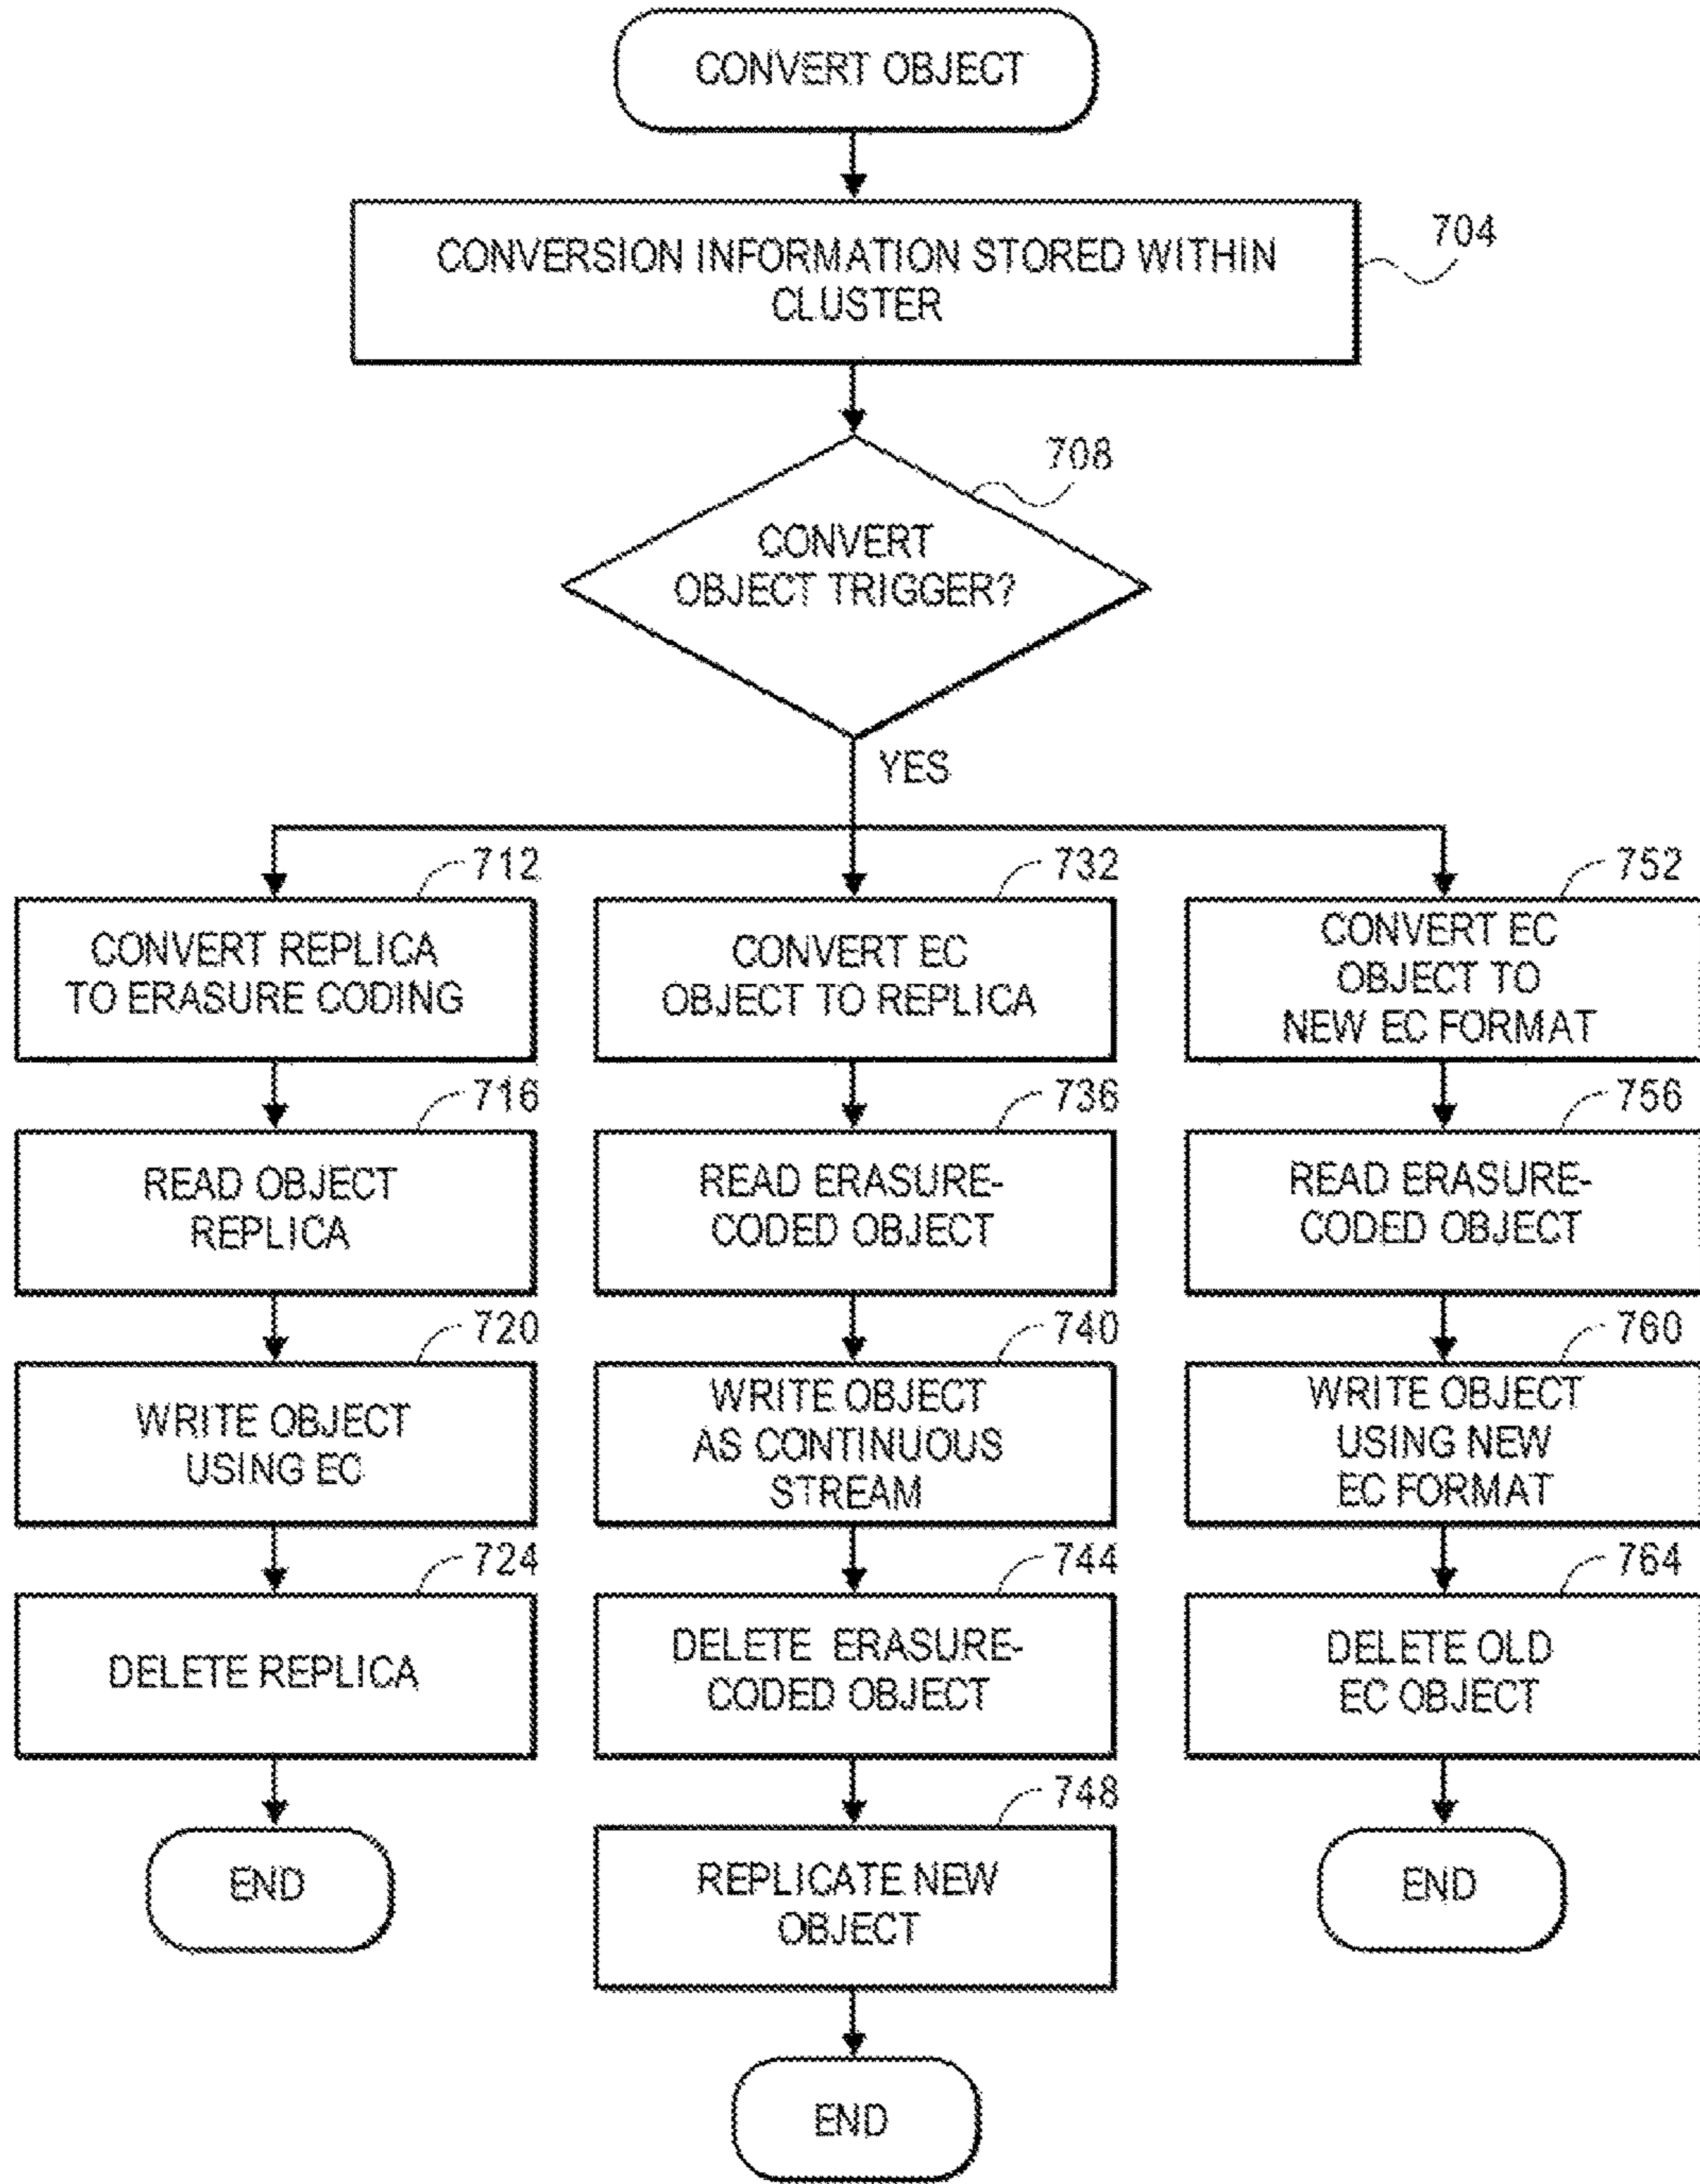 CONVERT OBJECT
CONVERSION INFORMATION STORED WITHIN
CLUSTER
704
708
CONVERT
OBJECT TRIGGER?
YES
712
CONVERT REPLICA
TO ERASURE CODING
716
READ OBJECT
REPLICA
720
WRITE OBJECT
USING EC
724
DELETE REPLICA
END
732
CONVERT EC
OBJECT TO REPLICA
736
READ ERASURE-
CODED OBJECT
740
WRITE OBJECT
AS CONTINUOUS
STREAM
744
DELETE ERASURE-
CODED OBJECT
748
REPLICATE NEW
OBJECT
END
752
CONVERT EC
OBJECT TO
NEW EC FORMAT
756
READ ERASURE-
CODED OBJECT
760
WRITE OBJECT
USING NEW
EC FORMAT
764
DELETE OLD
EC OBJECT
END